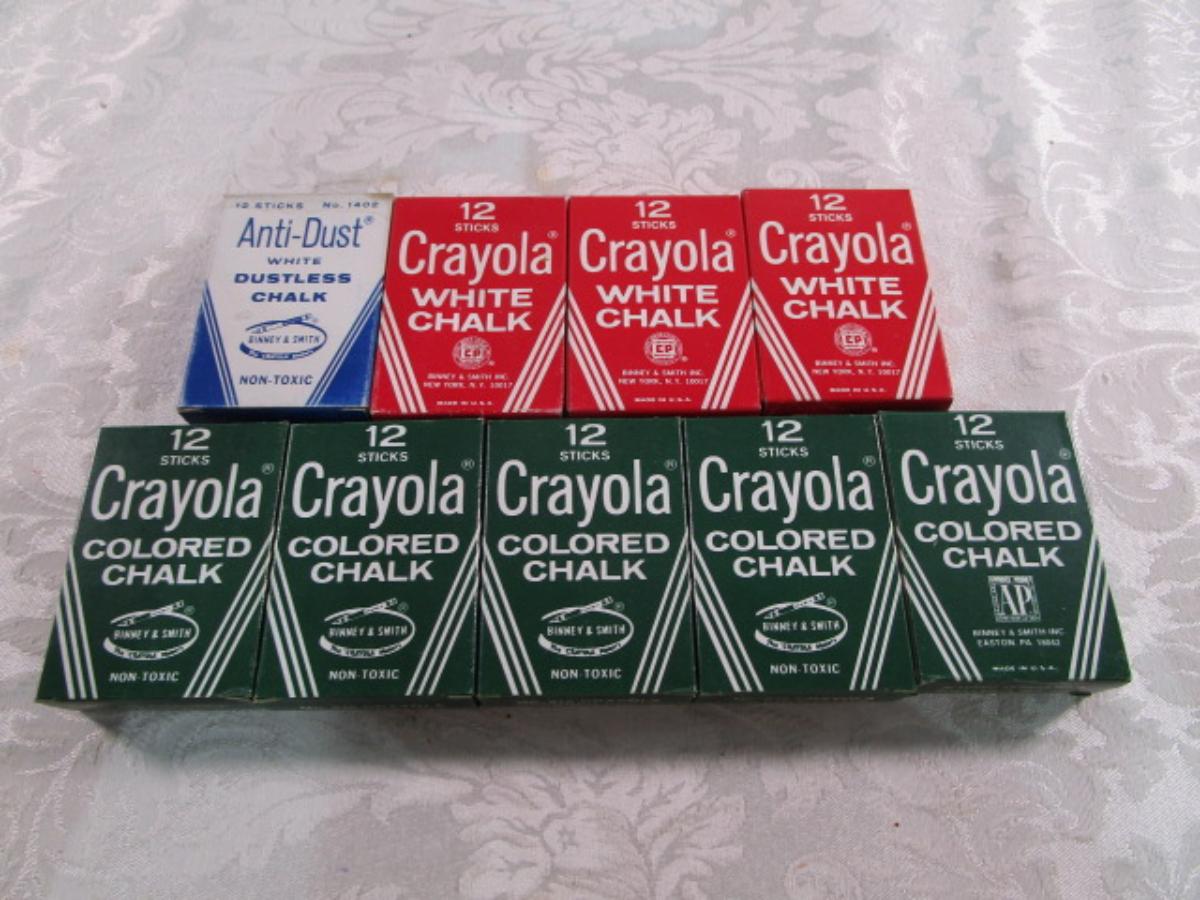 12 STICKS No. 1402
Anti-Dust®
WHITE
DUSTLESS
CHALK
BINNEY & SMITH
NON-TOXIC
12
STICKS
Crayola®
WHITE
CHALK
CP
BINNEY & SMITH INC.
NEW YORK, N.Y. 10017
MADE IN U.S.A.
12
STICKS
Crayola®
WHITE
CHALK
CP
BINNEY & SMITH INC.
NEW YORK, N.Y. 10017
MADE IN U.S.A.
12
STICKS
Crayola®
WHITE
CHALK
CP
BINNEY & SMITH INC.
NEW YORK, N.Y. 10017
MADE IN U.S.A.
12
STICKS
Crayola®
COLORED
CHALK
BINNEY & SMITH®
NON-TOXIC
12
STICKS
Crayola®
COLORED
CHALK
BINNEY & SMITH®
NON-TOXIC
12
STICKS
Crayola®
COLORED
CHALK
BINNEY & SMITH®
NON-TOXIC
12
STICKS
Crayola®
COLORED
CHALK
BINNEY & SMITH®
NON-TOXIC
12
STICKS
Crayola®
COLORED
CHALK
AP
BINNEY & SMITH INC.
EASTON PA. 18042
MADE IN U.S.A.